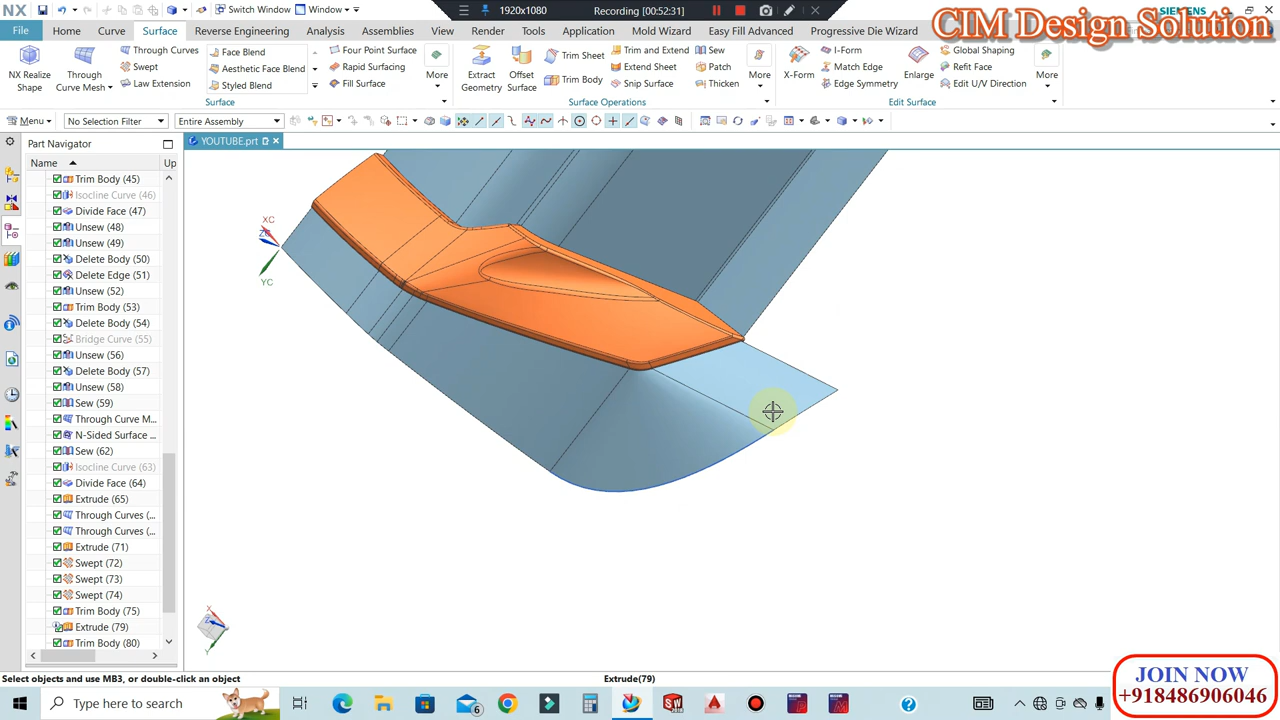 NX
Switch Window
Window
1920x1080
Recording [00:52:31]
SIEMENS
CIM Design Solution
File
Home
Curve
Surface
Reverse Engineering
Analysis
Assemblies
View
Render
Tools
Application
Mold Wizard
Easy Fill Advanced
Progressive Die Wizard
NX Realize Shape
Through Curve Mesh
Through Curves
Swept
Law Extension
Face Blend
Aesthetic Face Blend
Styled Blend
Four Point Surface
Rapid Surfacing
Fill Surface
More
Extract Geometry
Offset Surface
Trim Sheet
Trim Body
Trim and Extend
Extend Sheet
Snip Surface
Sew
Patch
Thicken
More
X-Form
I-Form
Match Edge
Edge Symmetry
Enlarge
Global Shaping
Refit Face
Edit U/V Direction
More
Surface
Surface Operations
Edit Surface
Menu
No Selection Filter
Entire Assembly
Part Navigator
YOUTUBE.prt
Name
Up
Trim Body (45)
Isocline Curve (46)
Divide Face (47)
Unsew (48)
Unsew (49)
Delete Body (50)
Delete Edge (51)
Unsew (52)
Trim Body (53)
Delete Body (54)
Bridge Curve (55)
Unsew (56)
Delete Body (57)
Unsew (58)
Sew (59)
Through Curve M...
N-Sided Surface ...
Sew (62)
Isocline Curve (63)
Divide Face (64)
Extrude (65)
Through Curves (...
Through Curves (...
Extrude (71)
Swept (72)
Swept (73)
Swept (74)
Trim Body (75)
Extrude (79)
Trim Body (80)
XC
YC
X
Z
Y
Select objects and use MB3, or double-click an object
Extrude(79)
Type here to search
6
JOIN NOW
+918486906046